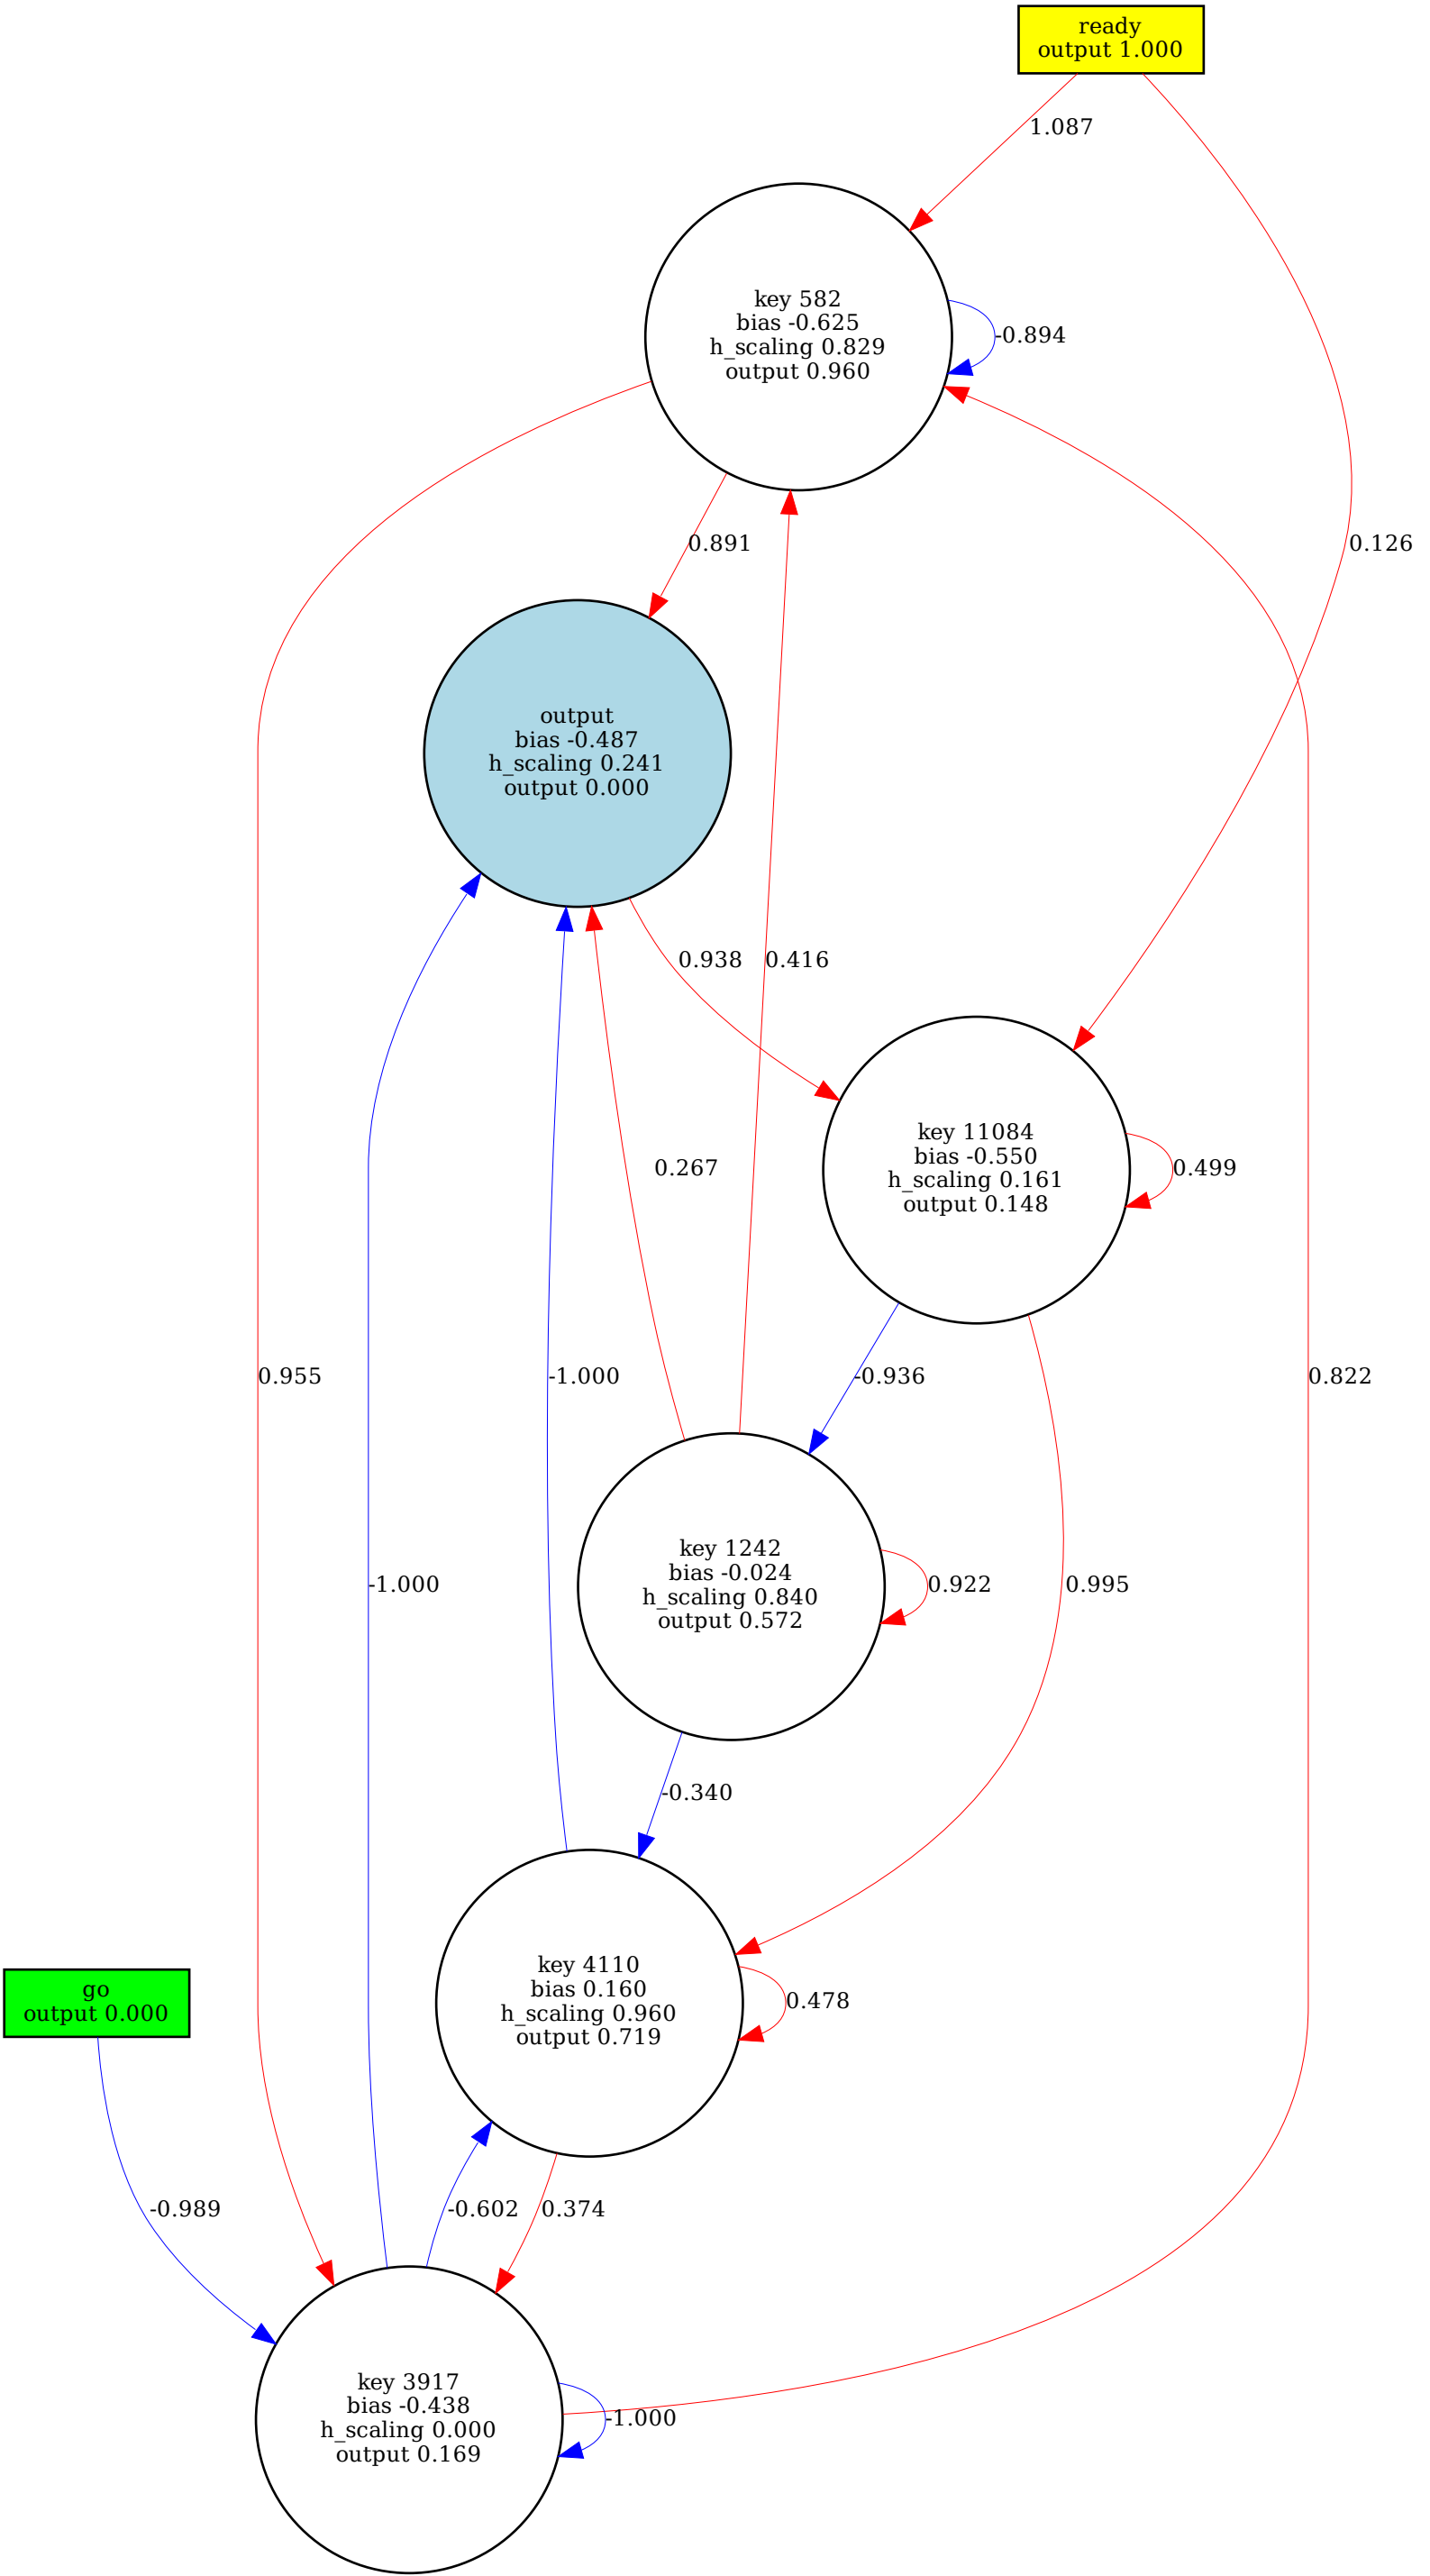 ready
output 1.000
1.087
key 582
bias -0.625
h_scaling 0.829
output 0.960
-0.894
0.891
0.126
output
bias -0.487
h_scaling 0.241
output 0.000
0.938
0.416
key 11084
bias -0.550
h_scaling 0.161
output 0.148
0.499
0.267
0.955
-1.000
-0.936
0.822
key 1242
bias -0.024
h_scaling 0.840
output 0.572
0.922
-1.000
0.995
-0.340
key 4110
bias 0.160
h_scaling 0.960
output 0.719
0.478
go
output 0.000
-0.989
-0.602
0.374
key 3917
bias -0.438
h_scaling 0.000
output 0.169
-1.000